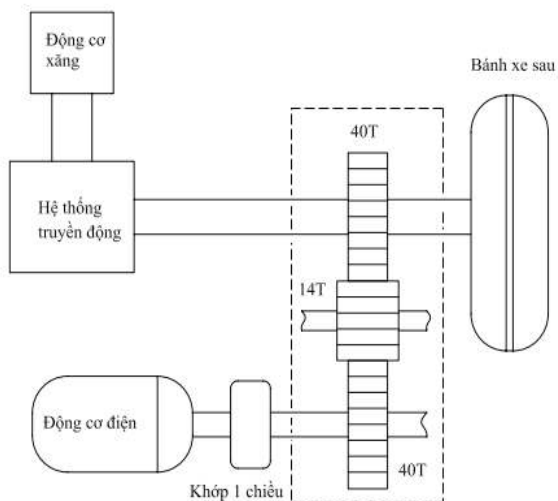 Động cơ
xăng
Bánh xe sau
40T
Hệ thống
truyền động
14T
Động cơ điện
40T
Khớp 1 chiều